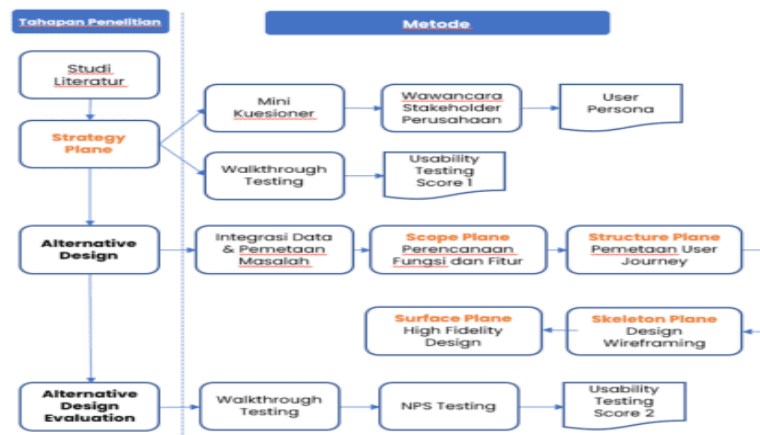 Tahapan Penelitian
Metode
Studi
Literatur
Strategy
Plane
Mini
Kuesioner
Wawancara
Stakeholder
Perusahaan
User
Persona
Walkthrough
Testing
Usability
Testing
Score 1
Alternative
Design
Integrasi Data
& Pemetaan
Masalah
Scope Plane
Perencanaan
Fungsi dan Fitur
Structure Plane
Pemetaan User
Journey
Surface Plane
High Fidelity
Design
Skeleton Plane
Design
Wireframing
Alternative
Design
Evaluation
Walkthrough
Testing
NPS Testing
Usability
Testing
Score 2